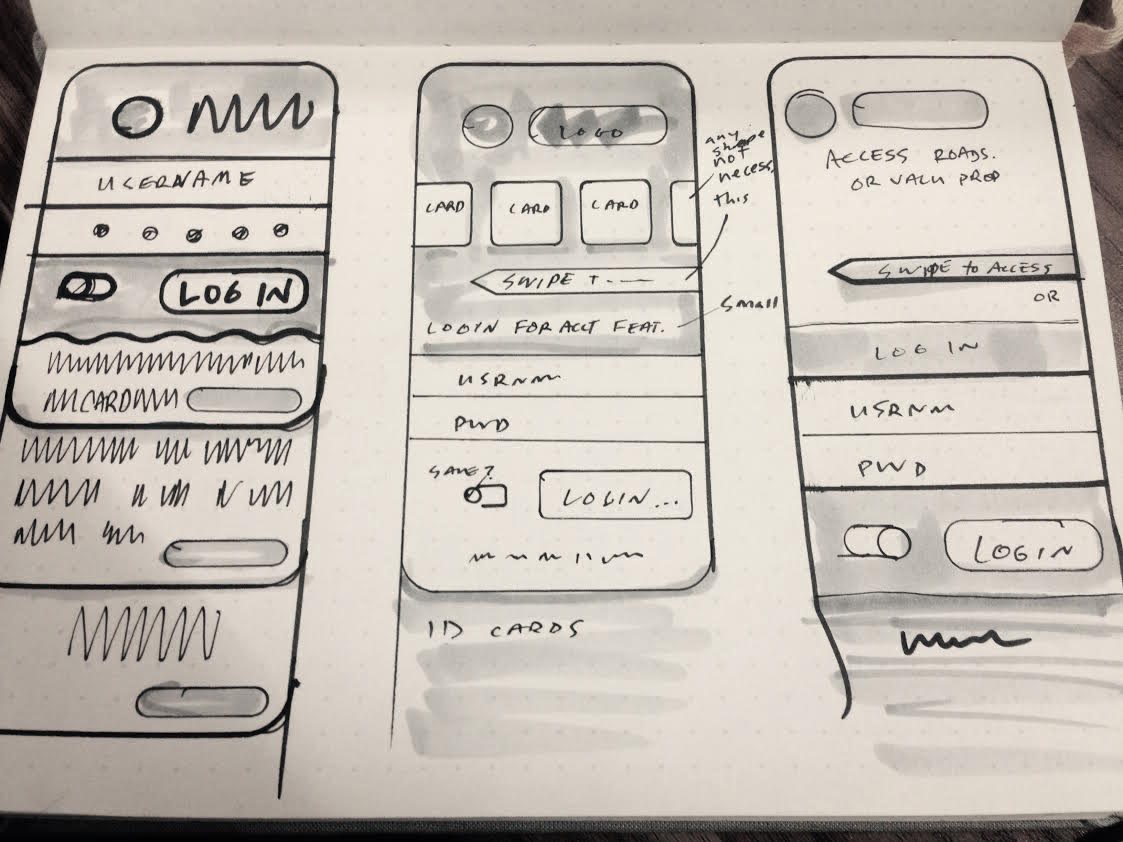 USERNAME
LOG IN
CARD
LOGO
CARD
CARD
CARD
any
shape
not
necess.
this
SWIPE T
small
LOGIN FOR ACCT FEAT.
USRNM
PWD
SAVE?
LOGIN...
ID CARDS
ACCESS ROADS.
OR VALU PROP
SWIPE to ACCESS
OR
LOG IN
USRNM
PWD
LOGIN